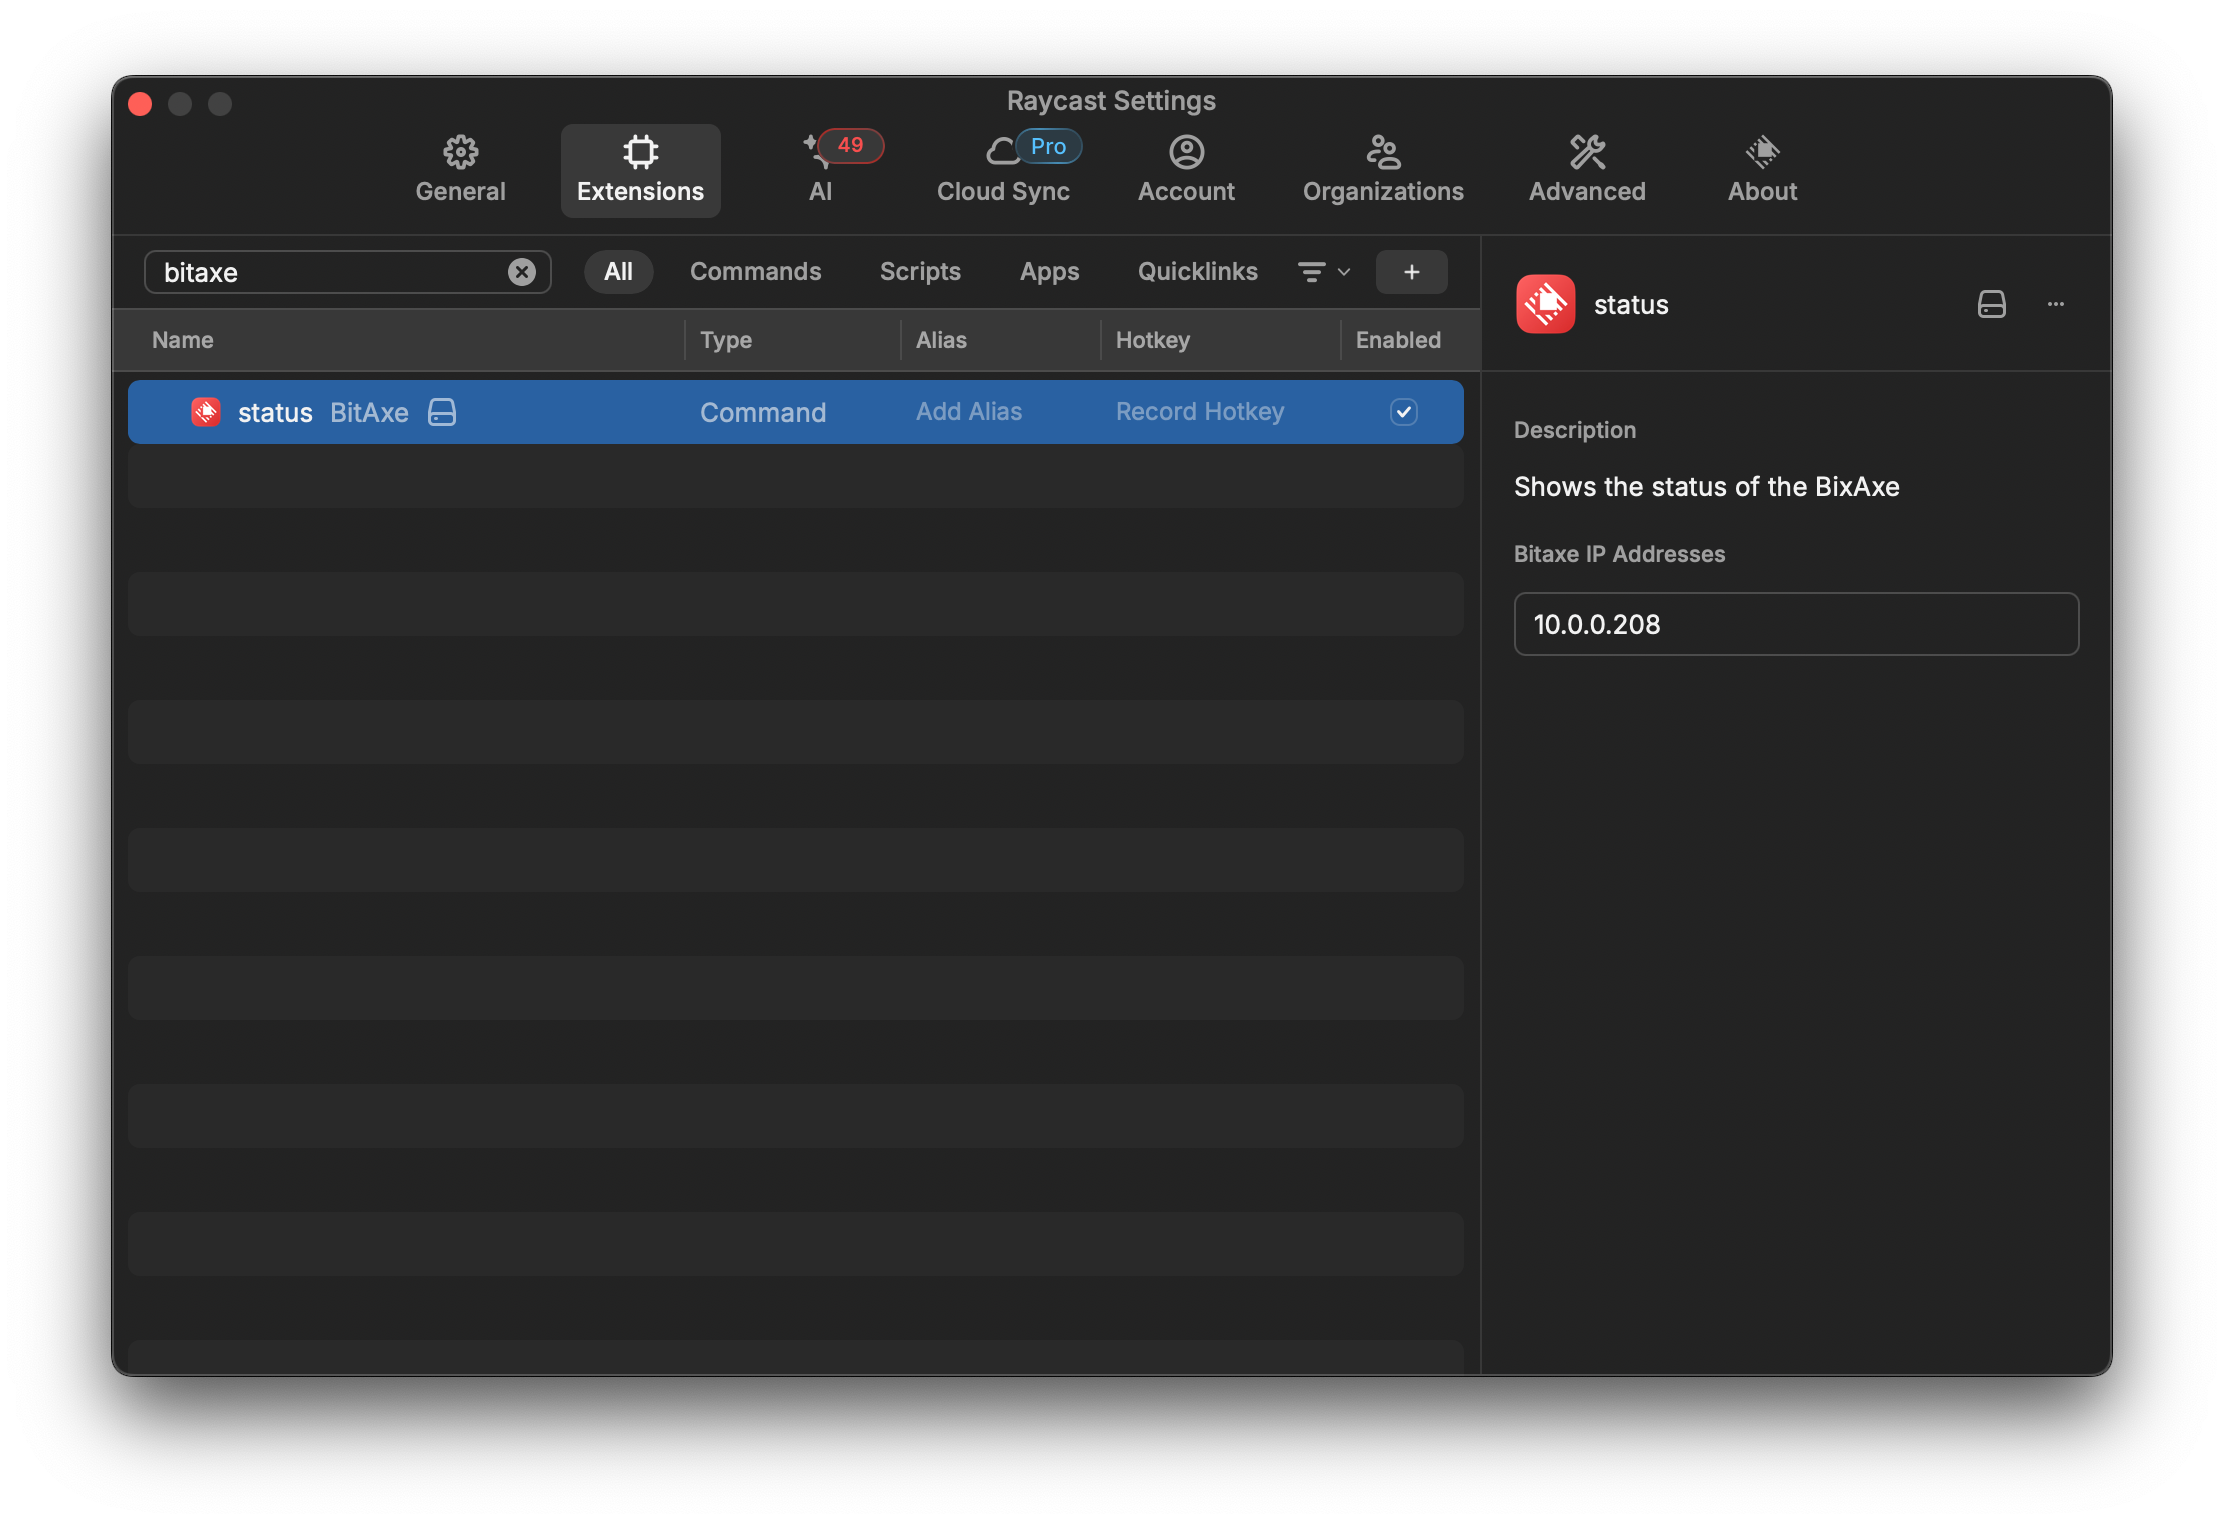 Raycast Settings
General
Extensions
49
AI
Pro
Cloud Sync
Account
Organizations
Advanced
About
bitaxe
All
Commands
Scripts
Apps
Quicklinks
+
Name
Type
Alias
Hotkey
Enabled
status BitAxe
Command
Add Alias
Record Hotkey
status
Description
Shows the status of the BixAxe
Bitaxe IP Addresses
10.0.0.208